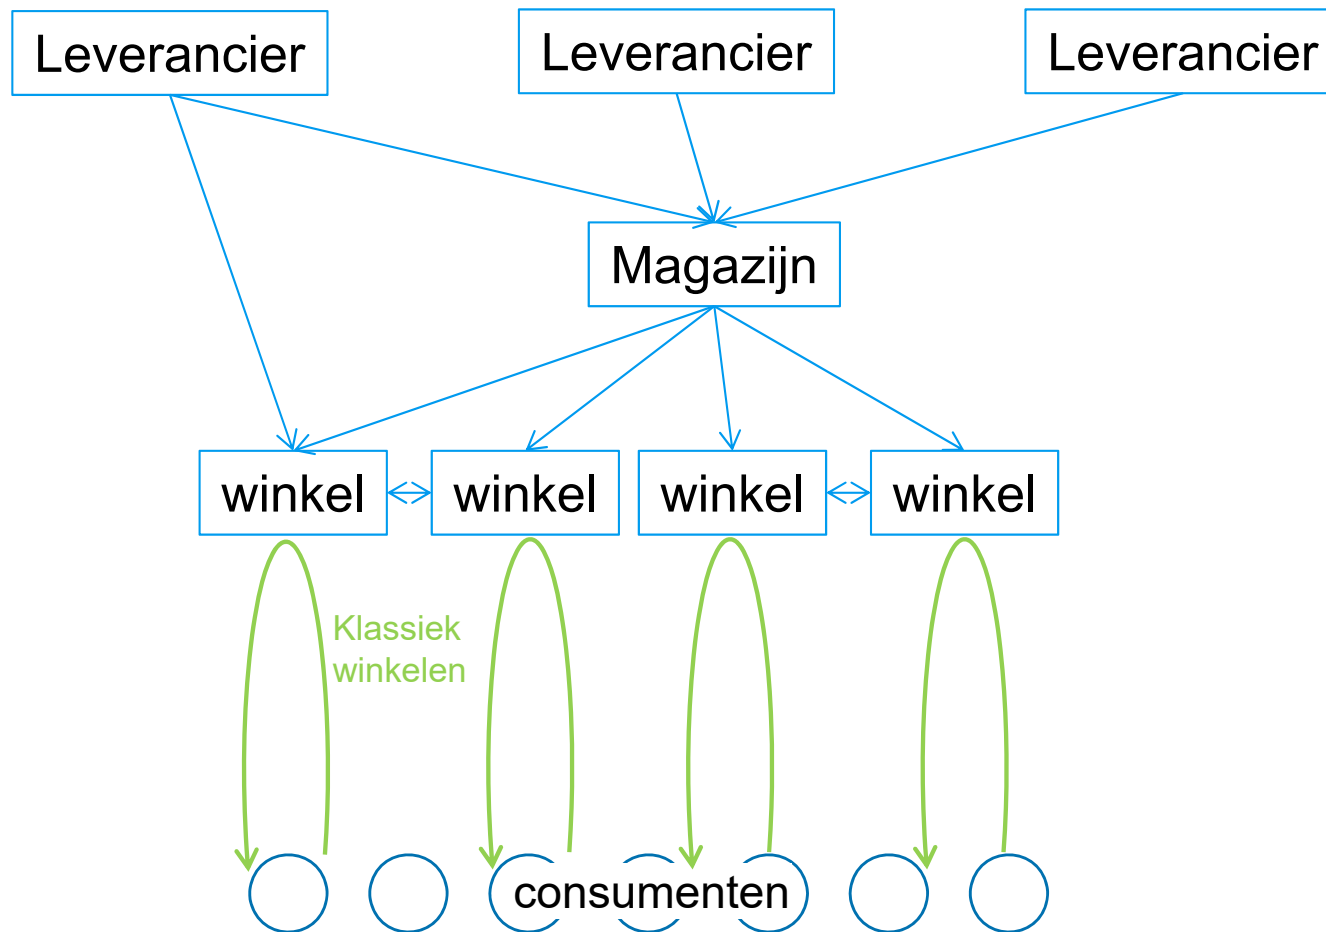 Leverancier
Leverancier
Leverancier
Magazijn
winkel
winkel
winkel
winkel
Klassiek
winkelen
consumenten